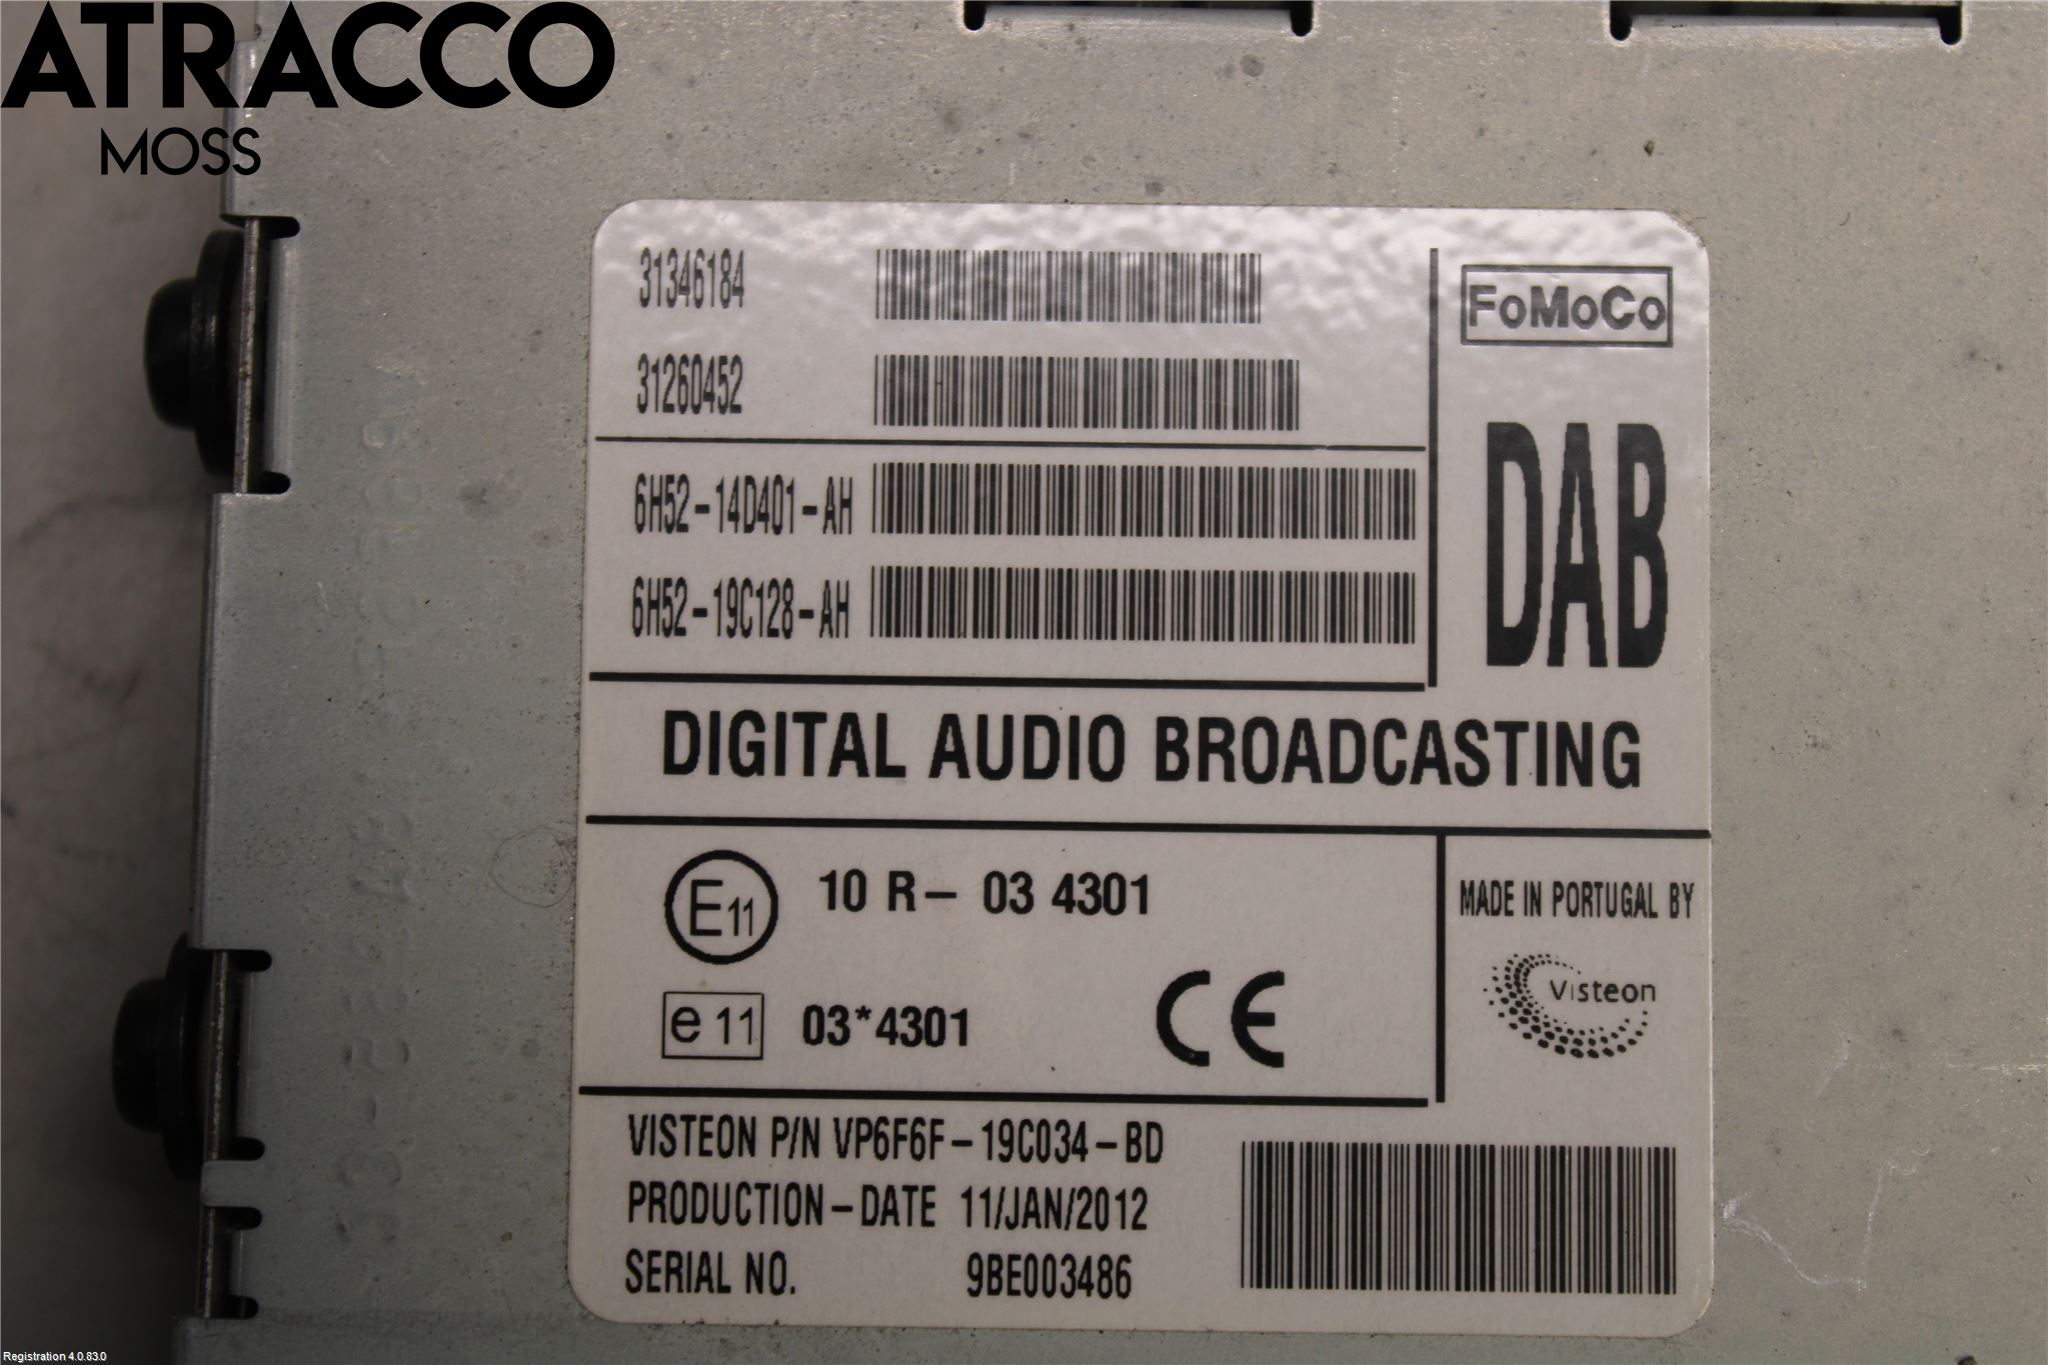 ATRACCO
MOSS
31346184
FoMoCo
31260452
DAB
6H52-14D401-AH
6H52-19C128-AH
DIGITAL AUDIO BROADCASTING
E11 10 R- 03 4301
MADE IN PORTUGAL BY
Visteon
e 11 03*4301
CE
VISTEON P/N VP6F6F-19C034-BD
PRODUCTION-DATE 11/JAN/2012
SERIAL NO. 9BE003486
Registration 4.0.83.0